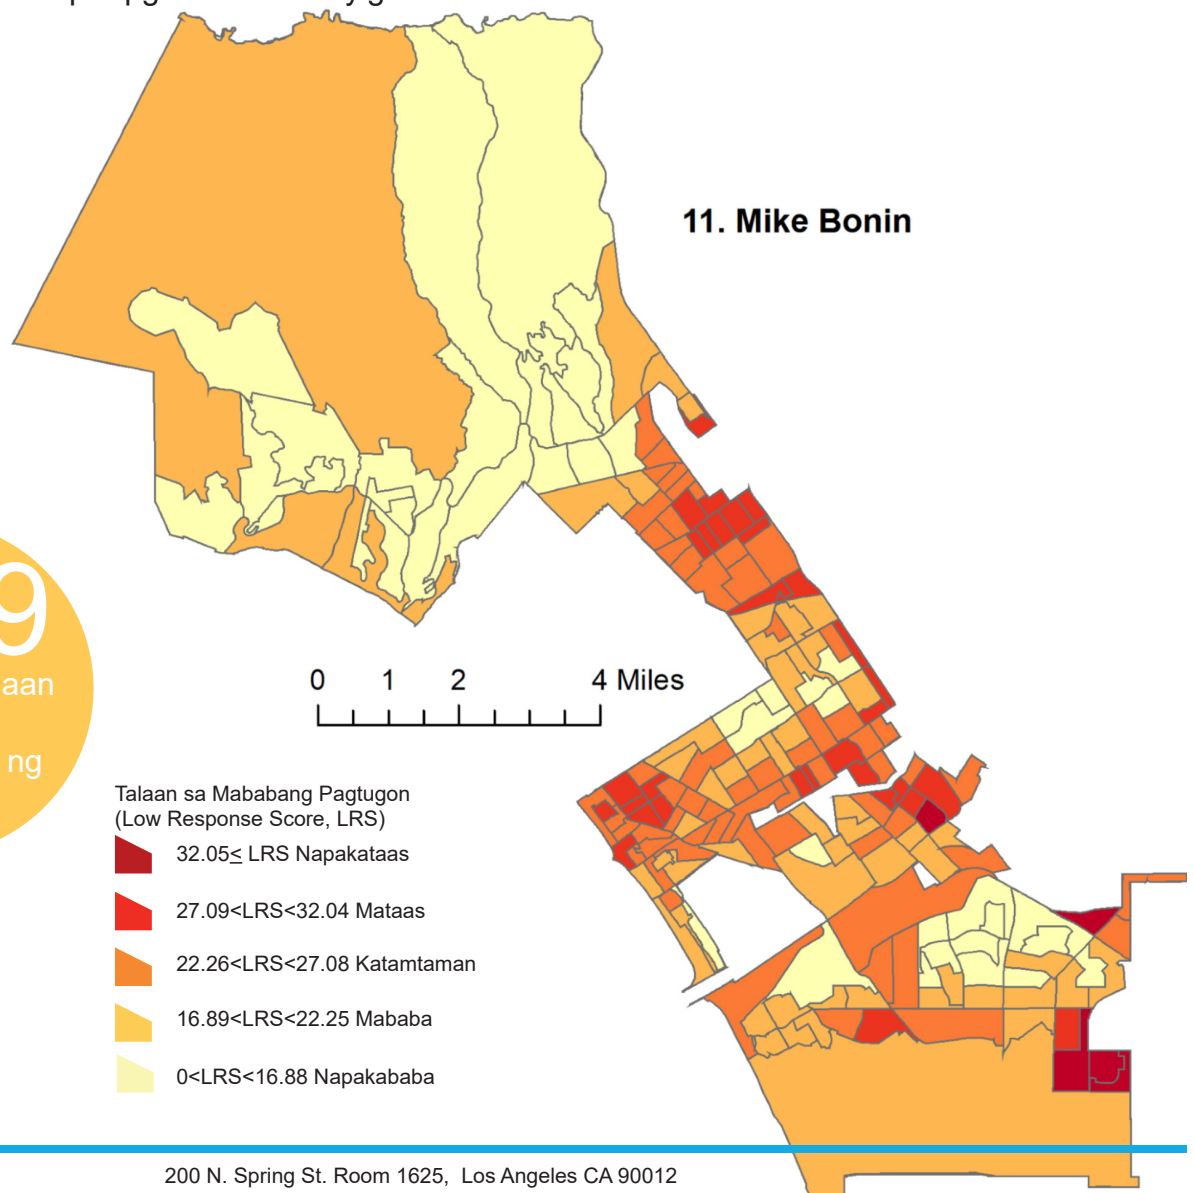 11. Mike Bonin
9
aan
ng
0 1 2 4 Miles
Talaan sa Mababang Pagtugon
(Low Response Score, LRS)
32.05≤ LRS Napakataas
27.09<LRS<32.04 Mataas
22.26<LRS<27.08 Katamtaman
16.89<LRS<22.25 Mababa
0<LRS<16.88 Napakababa
200 N. Spring St. Room 1625, Los Angeles CA 90012